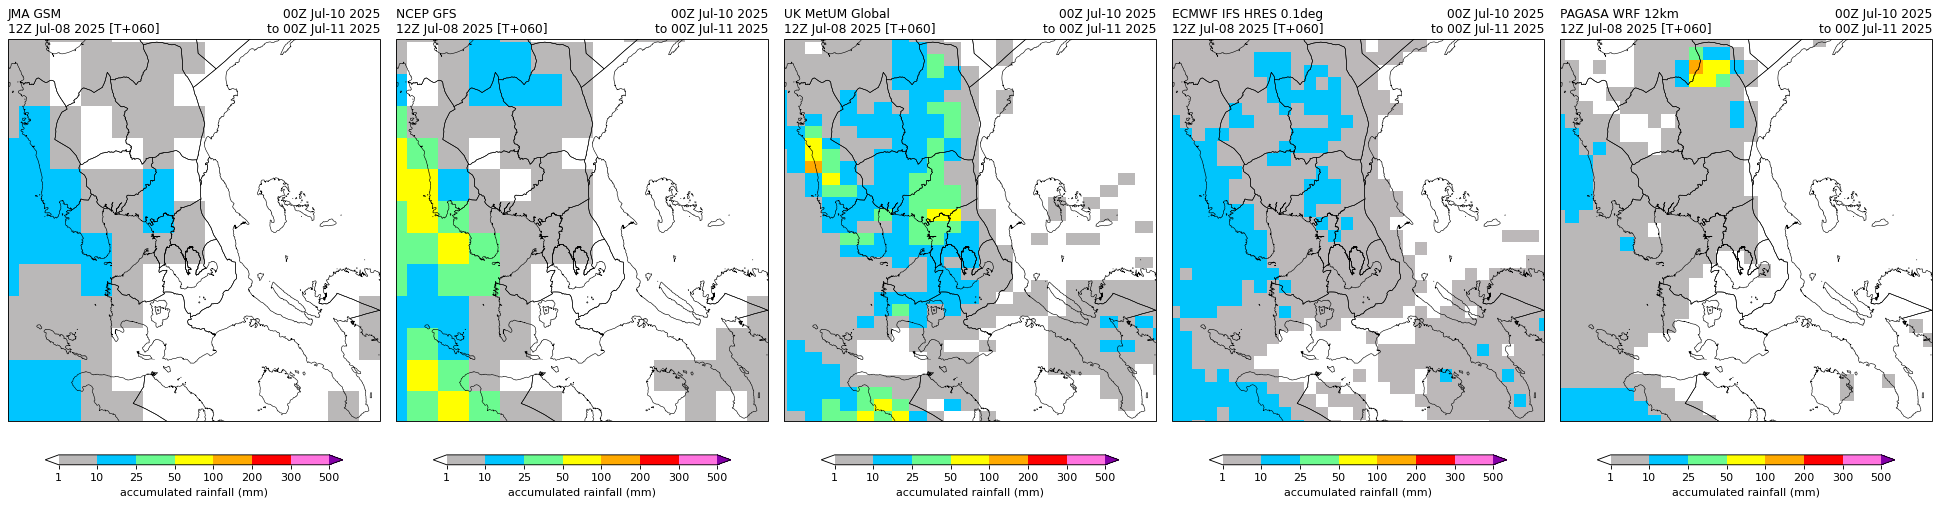 JMA GSM 00Z Jul-10 2025
12Z Jul-08 2025 [T+060] to 00Z Jul-11 2025
1 10 25 50 100 200 300 500
accumulated rainfall (mm)
NCEP GFS 00Z Jul-10 2025
12Z Jul-08 2025 [T+060] to 00Z Jul-11 2025
1 10 25 50 100 200 300 500
accumulated rainfall (mm)
UK MetUM Global 00Z Jul-10 2025
12Z Jul-08 2025 [T+060] to 00Z Jul-11 2025
1 10 25 50 100 200 300 500
accumulated rainfall (mm)
ECMWF IFS HRES 0.1deg 00Z Jul-10 2025
12Z Jul-08 2025 [T+060] to 00Z Jul-11 2025
1 10 25 50 100 200 300 500
accumulated rainfall (mm)
PAGASA WRF 12km 00Z Jul-10 2025
12Z Jul-08 2025 [T+060] to 00Z Jul-11 2025
1 10 25 50 100 200 300 500
accumulated rainfall (mm)